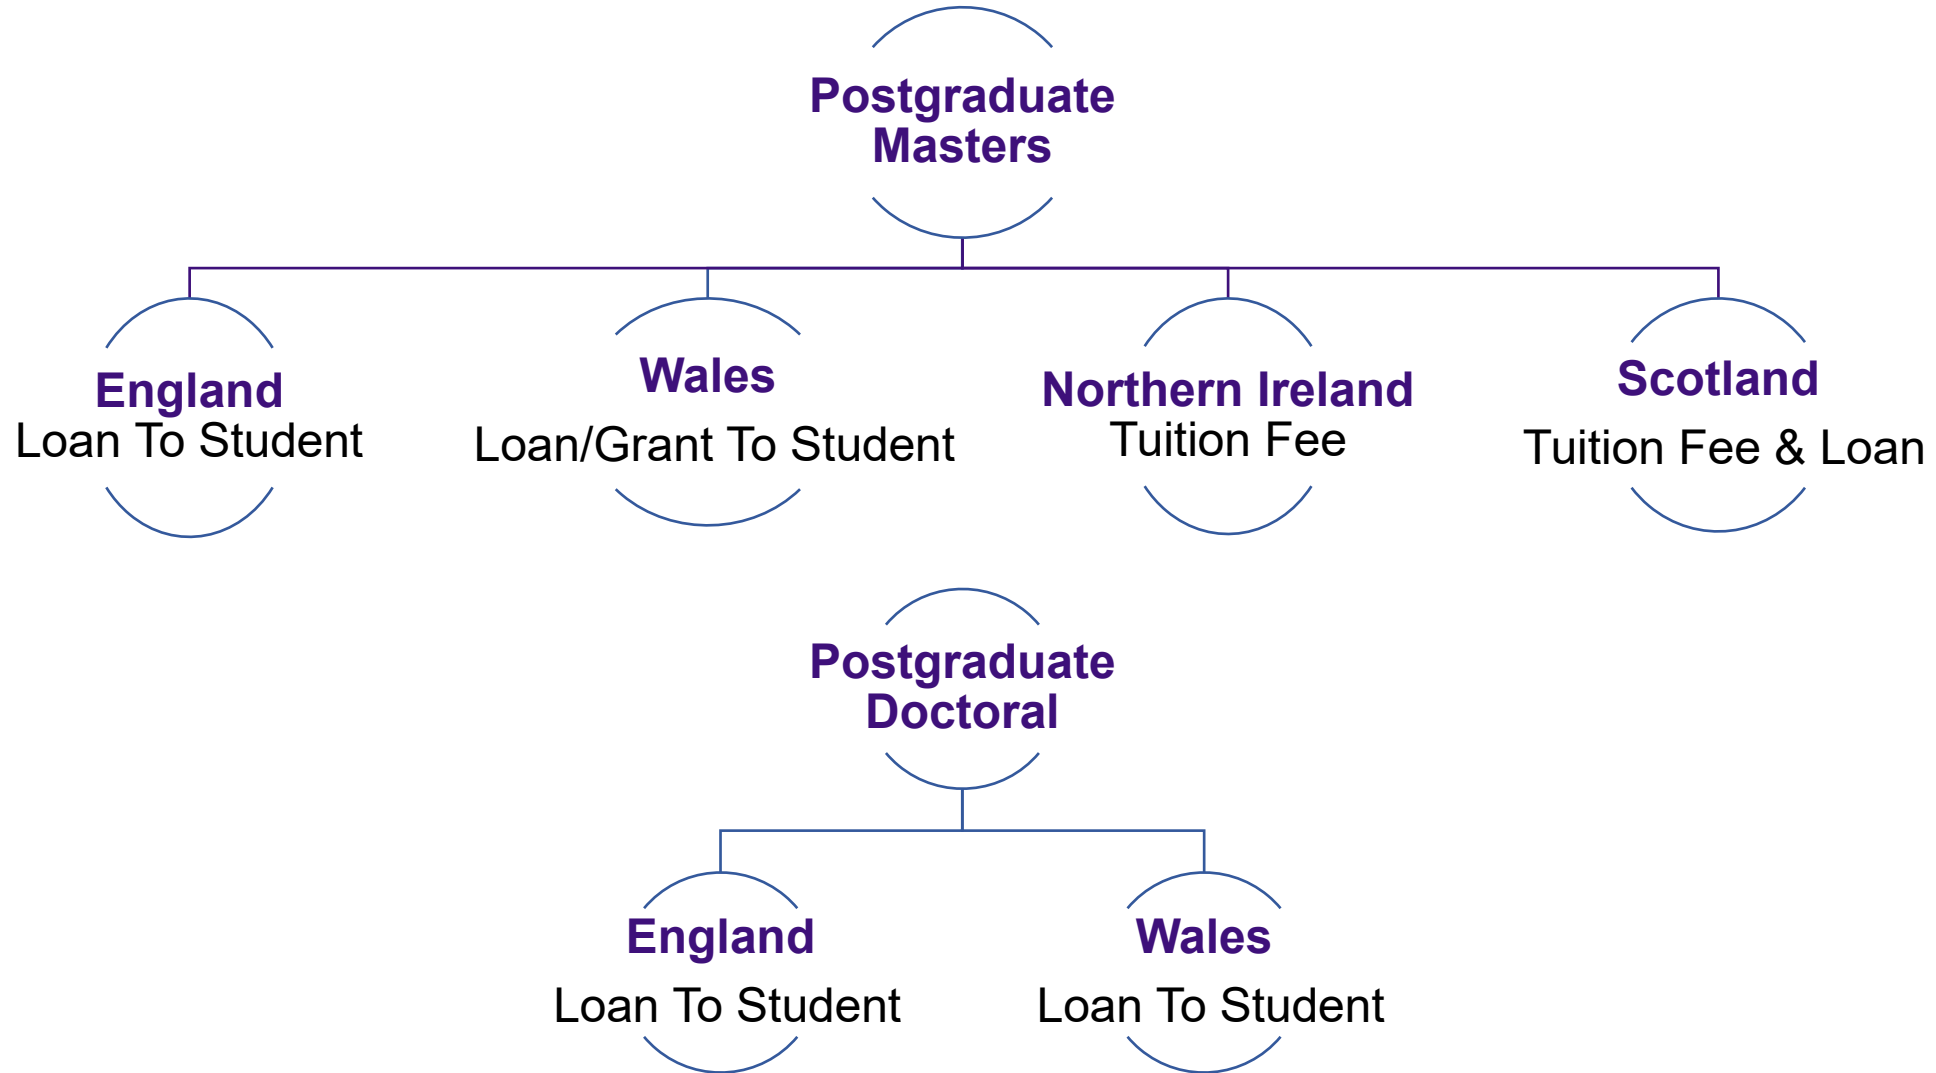 Postgraduate
Masters
England
Loan To Student
Wales
Loan/Grant To Student
Northern Ireland
Tuition Fee
Scotland
Tuition Fee & Loan
Postgraduate
Doctoral
England
Loan To Student
Wales
Loan To Student